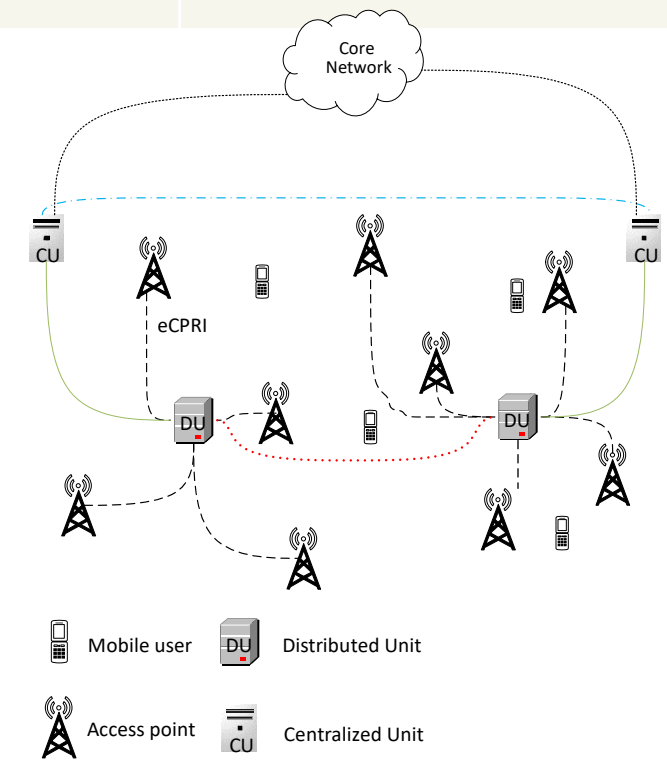 Core
Network
CU
CU
eCPRI
DU
DU
Mobile user
DU
Distributed Unit
Access point
CU
Centralized Unit